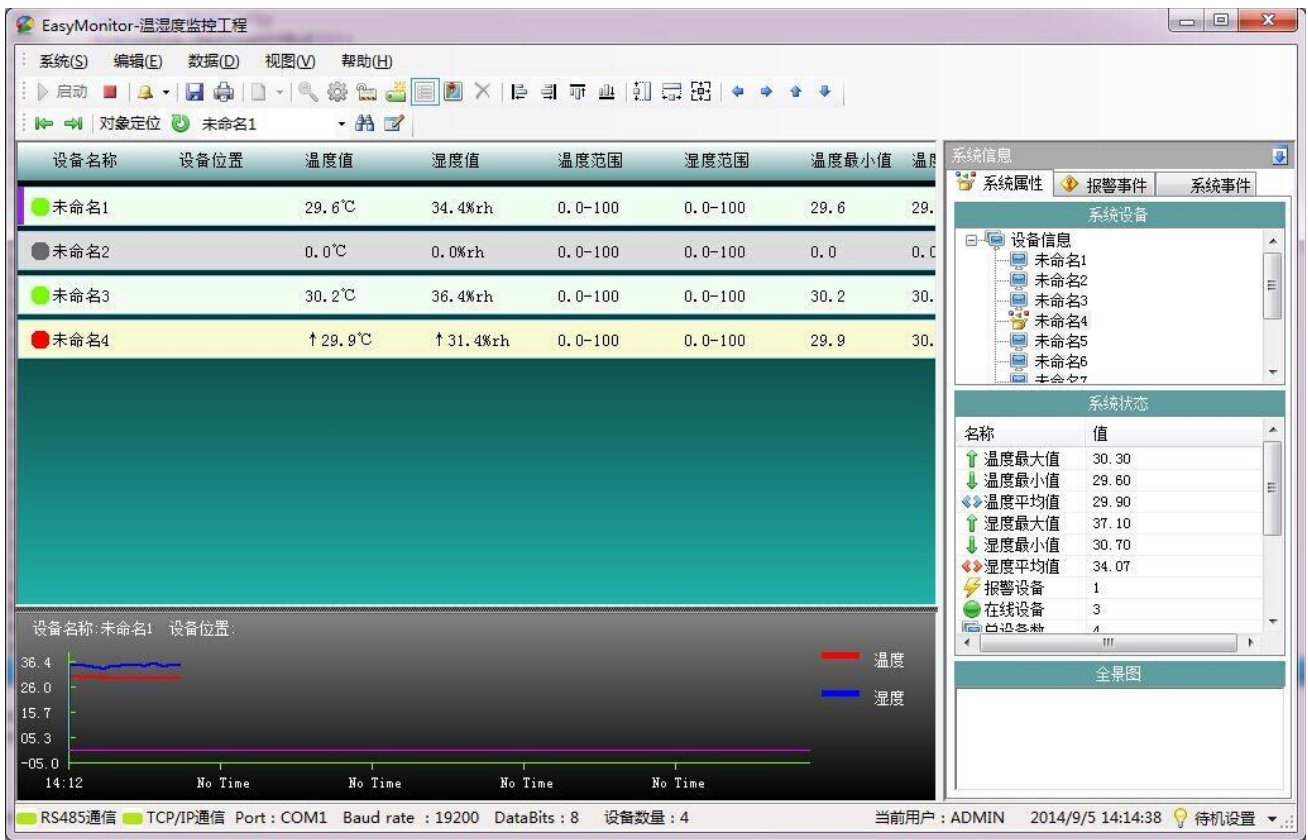 EasyMonitor-温湿度监控工程
系统(S) 编辑(E) 数据(D) 视图(V) 帮助(H)
启动
对象定位 未命名1
设备名称 设备位置 温度值 湿度值 温度范围 湿度范围 温度最小值 温度
未命名1 29.6℃ 34.4%rh 0.0-100 0.0-100 29.6 29.
未命名2 0.0℃ 0.0%rh 0.0-100 0.0-100 0.0 0.0
未命名3 30.2℃ 36.4%rh 0.0-100 0.0-100 30.2 30.
未命名4 ↑29.9℃ ↑31.4%rh 0.0-100 0.0-100 29.9 30.
设备名称:未命名1 设备位置:
36.4
26.0
15.7
05.3
-05.0
14:12 No Time No Time No Time No Time
温度
湿度
系统信息
系统属性 报警事件 系统事件
系统设备
设备信息
未命名1
未命名2
未命名3
未命名4
未命名5
未命名6
未命名7
系统状态
名称 值
温度最大值 30.30
温度最小值 29.60
温度平均值 29.90
湿度最大值 37.10
湿度最小值 30.70
湿度平均值 34.07
报警设备 1
在线设备 3
总设备数 4
全景图
RS485通信 TCP/IP通信 Port：COM1 Baud rate：19200 DataBits：8 设备数量：4 当前用户：ADMIN 2014/9/5 14:14:38 待机设置